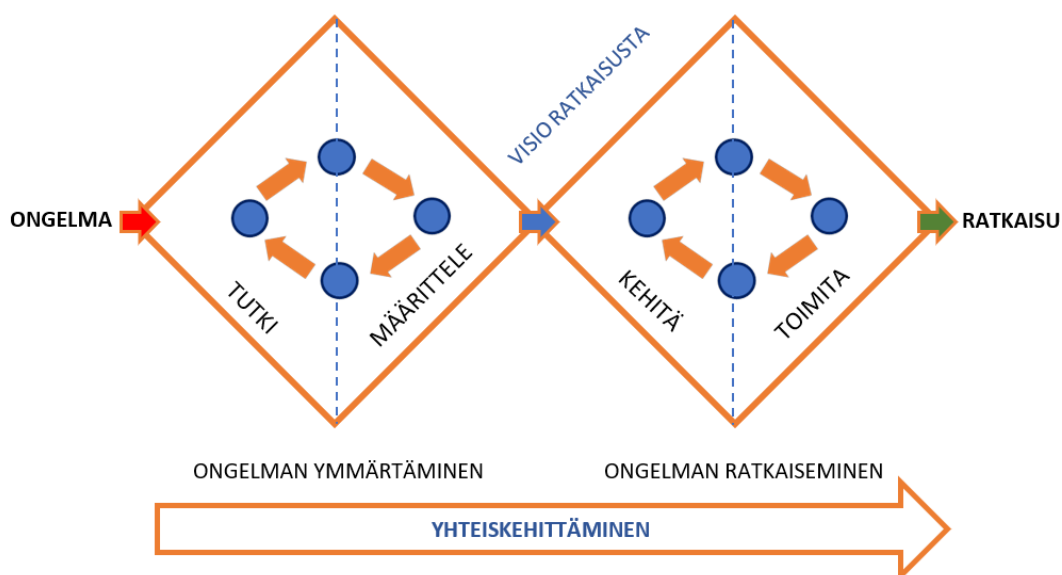 VISIO RATKAISUSTA
ONGELMA
RATKAISU
TUTKI
MÄÄRITTELE
KEHITÄ
TOIMITA
ONGELMAN YMMÄRTÄMINEN
ONGELMAN RATKAISEMINEN
YHTEISKEHITTÄMINEN